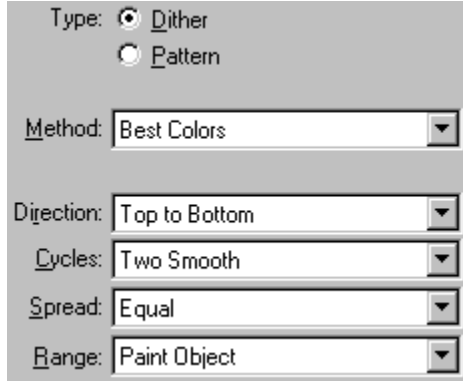 Type: Dither
Pattern
Method: Best Colors
Direction: Top to Bottom
Cycles: Two Smooth
Spread: Equal
Range: Paint Object